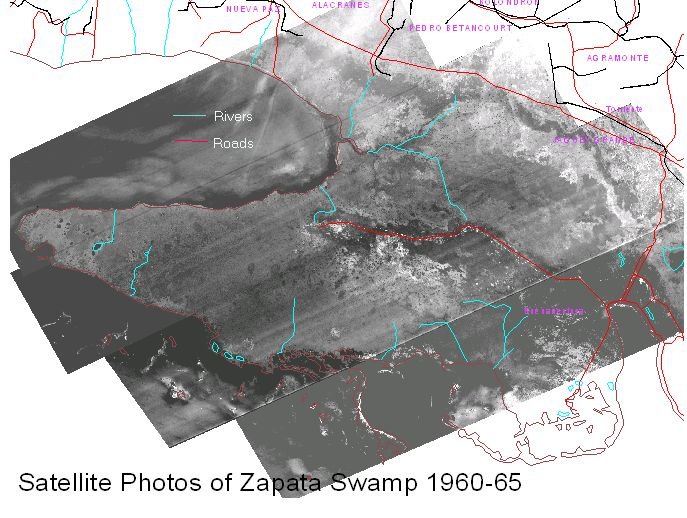 NUEVA PAZ
ALACRANES
PEDRO BETANCOURT
AGRAMONTE
Torriente
Rivers
Roads
Satellite Photos of Zapata Swamp 1960-65